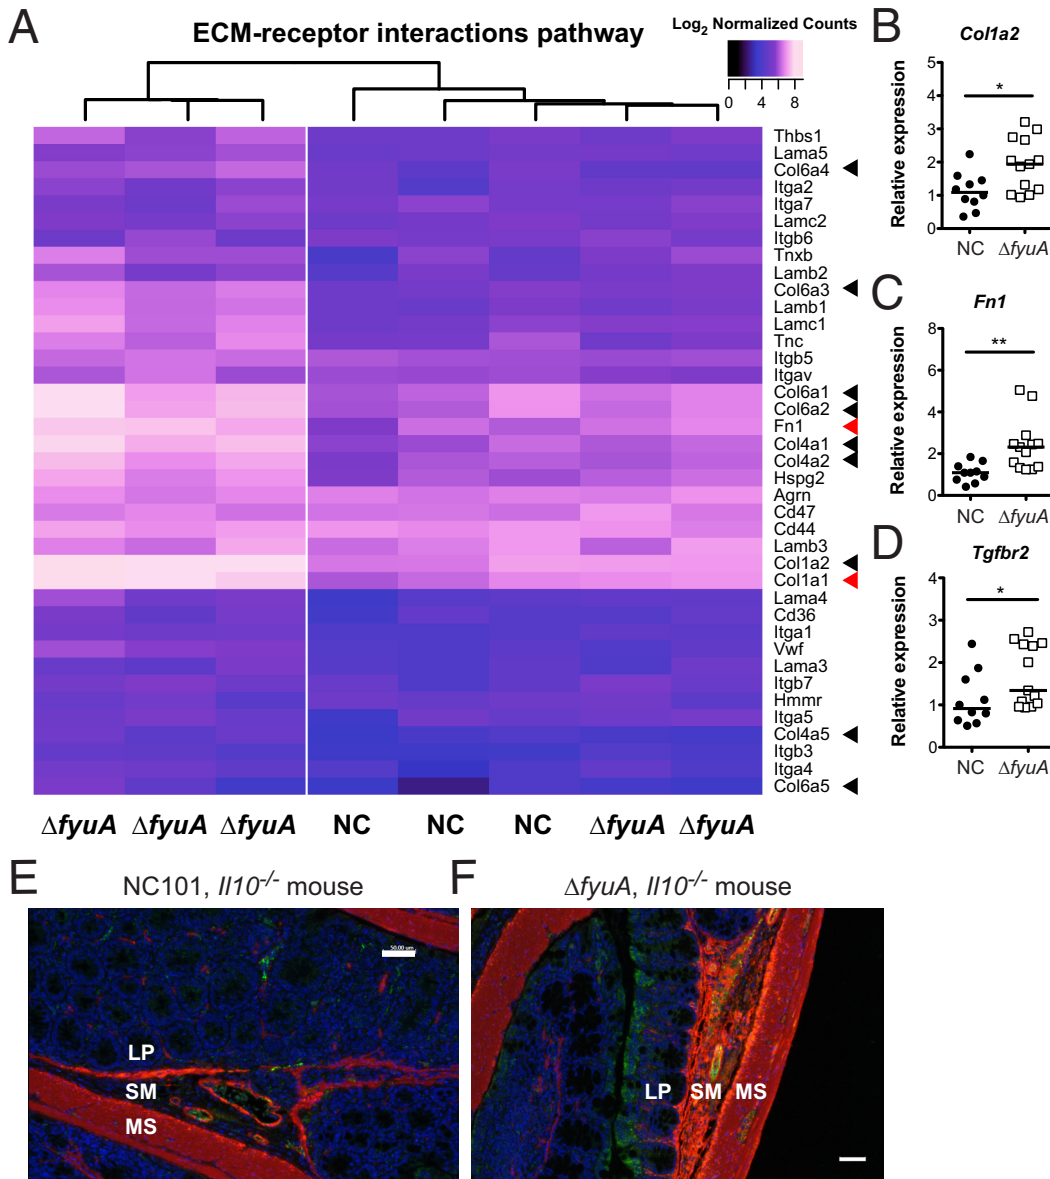 A
ECM-receptor interactions pathway
Log2 Normalized Counts
0 4 8
Thbs1
Lama5
Col6a4
Itga2
Itga7
Lamc2
Itgb6
Tnxb
Lamb2
Col6a3
Lamb1
Lamc1
Tnc
Itgb5
Itgav
Col6a1
Col6a2
Fn1
Col4a1
Col4a2
Hspg2
Agrn
Cd47
Cd44
Lamb3
Col1a2
Col1a1
Lama4
Cd36
Itga1
Vwf
Lama3
Itgb7
Hmmr
Itga5
Col4a5
Itgb3
Itga4
Col6a5
ΔfyuA ΔfyuA ΔfyuA NC NC NC ΔfyuA ΔfyuA
B
Col1a2
Relative expression
5
4
3
2
1
0
*
NC ΔfyuA
C
Fn1
Relative expression
8
6
4
2
0
**
NC ΔfyuA
D
Tgfbr2
Relative expression
4
3
2
1
0
*
NC ΔfyuA
E
NC101, Il10-/- mouse
50.00 um
LP
SM
MS
F
ΔfyuA, Il10-/- mouse
LP SM MS